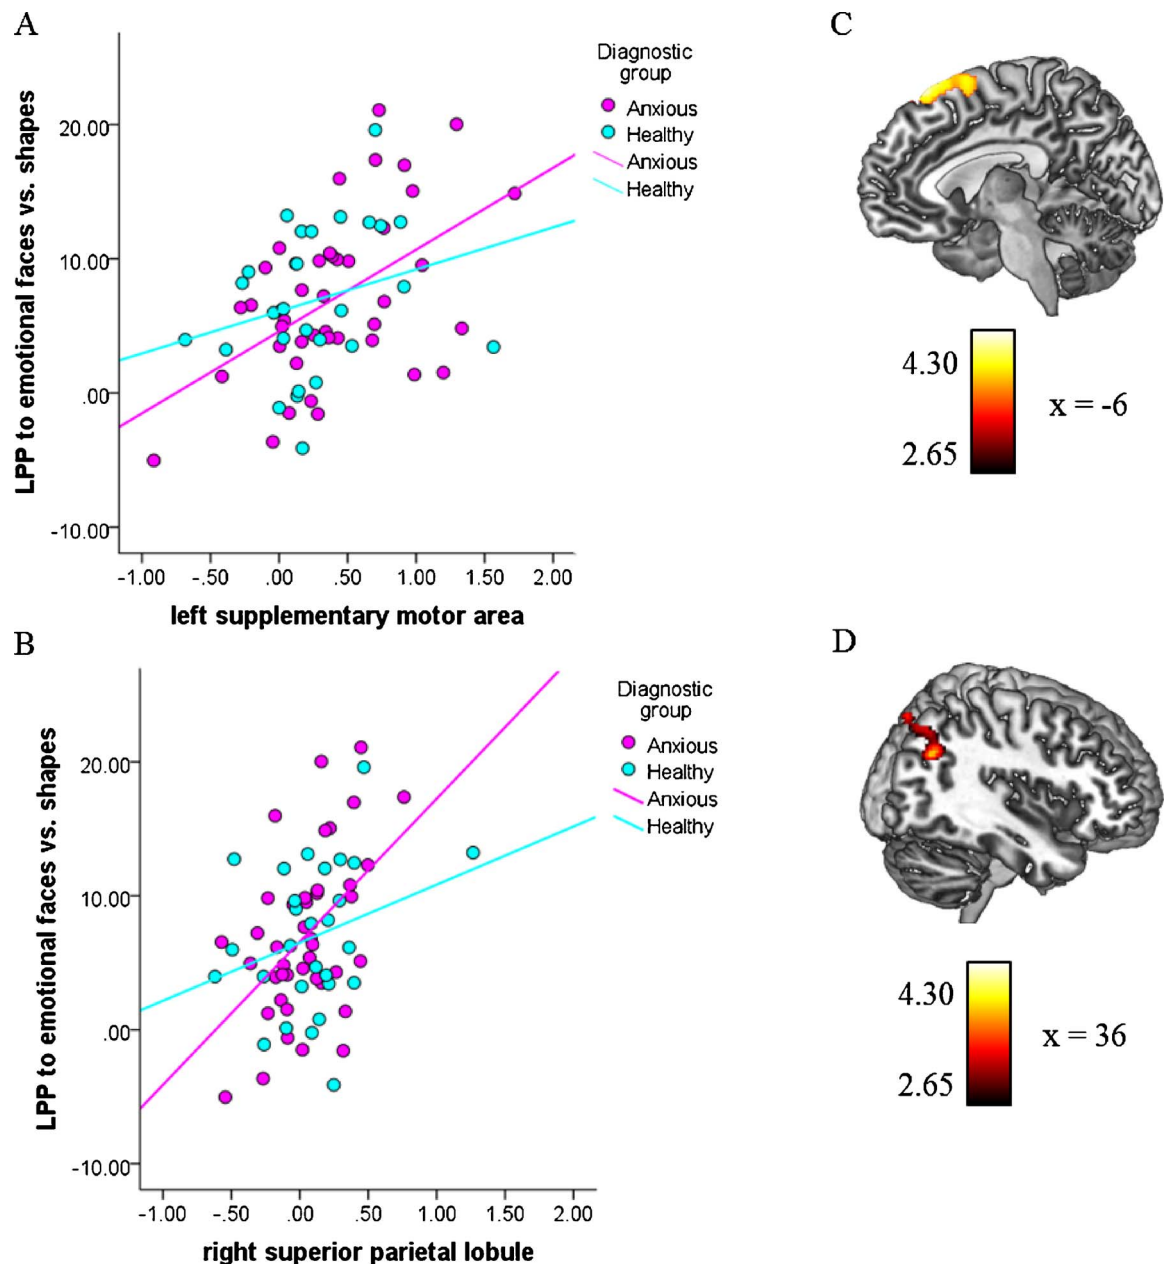 A
LPP to emotional faces vs. shapes
20.00
10.00
.00
-10.00
-1.00 -.50 .00 .50 1.00 1.50 2.00
left supplementary motor area
Diagnostic
group
Anxious
Healthy
Anxious
Healthy
C
4.30
2.65
x = -6
B
LPP to emotional faces vs. shapes
20.00
10.00
.00
-10.00
-1.00 -.50 .00 .50 1.00 1.50 2.00
right superior parietal lobule
Diagnostic
group
Anxious
Healthy
Anxious
Healthy
D
4.30
2.65
x = 36